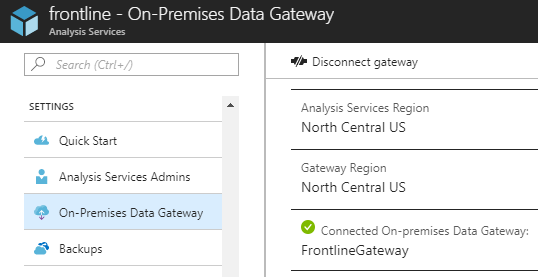 frontline - On-Premises Data Gateway
Analysis Services
Search (Ctrl+/)
SETTINGS
Quick Start
Analysis Services Admins
On-Premises Data Gateway
Backups
Disconnect gateway
Analysis Services Region
North Central US
Gateway Region
North Central US
Connected On-premises Data Gateway:
FrontlineGateway